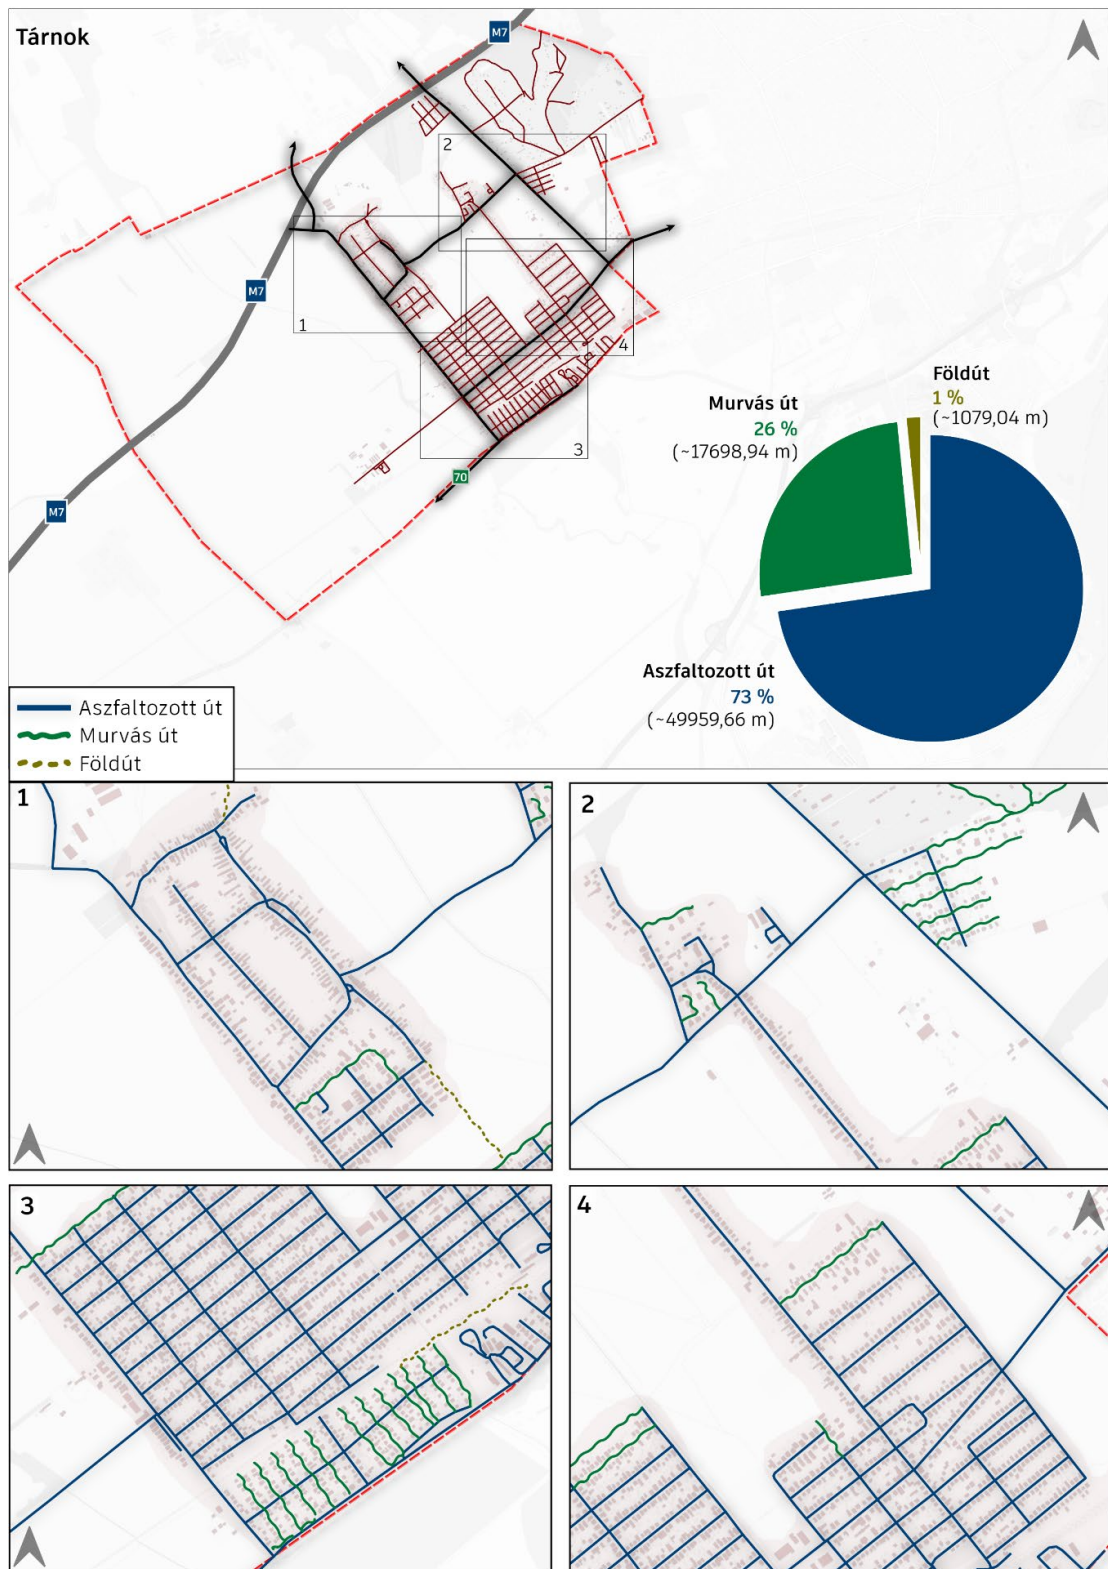 Tárnok
M7
2
M7
1
4
3
70
M7
Földút
1 %
(~1079,04 m)
Murvás út
26 %
(~17698,94 m)
Aszfaltozott út
73 %
(~49959,66 m)
Aszfaltozott út
Murvás út
Földút
1
2
3
4